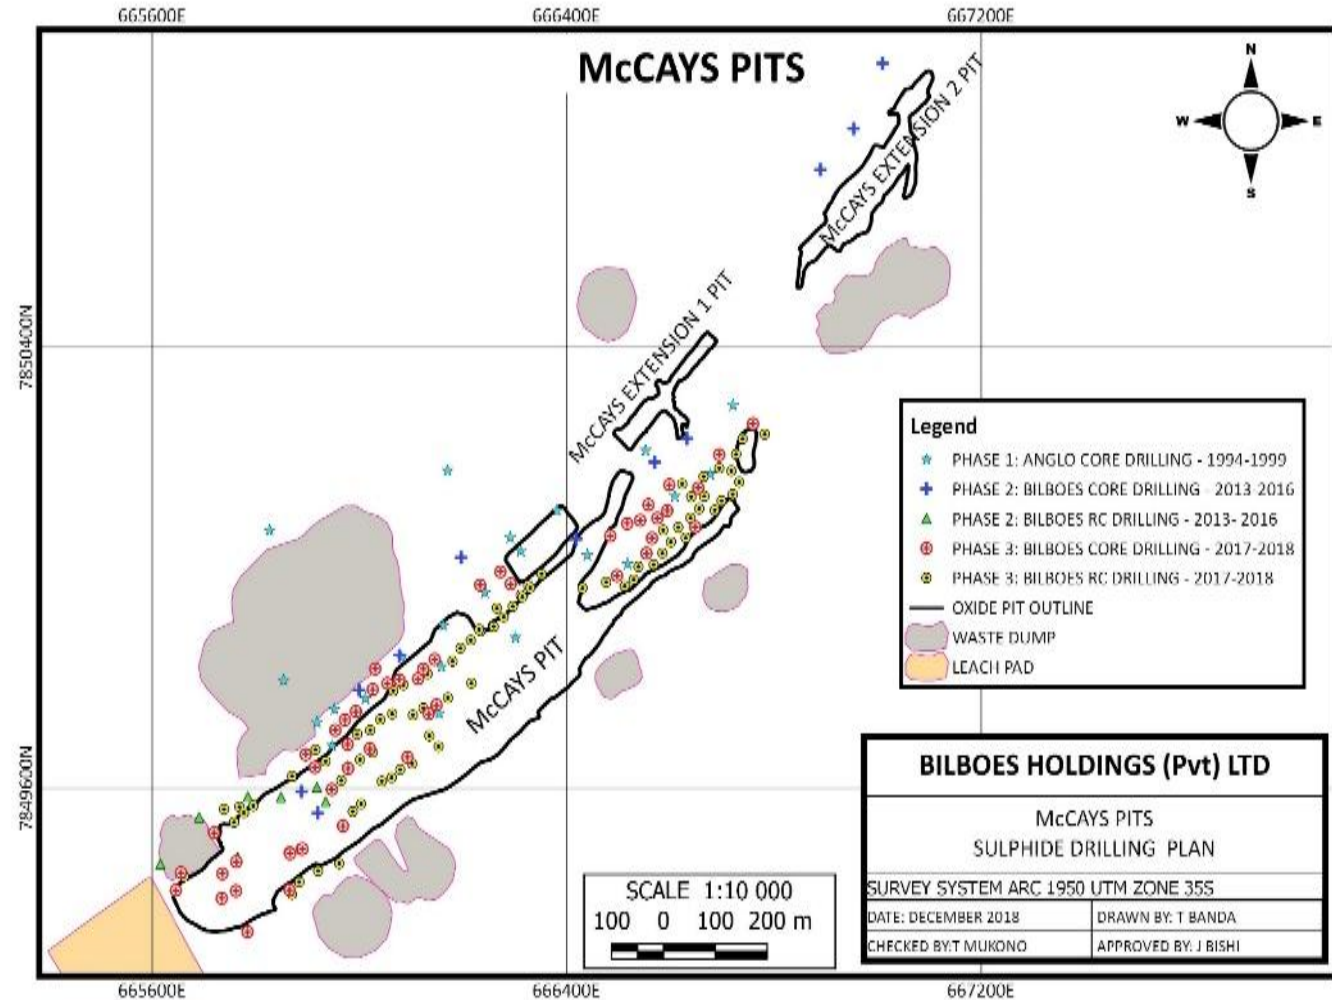 665600E 666400E 667200E
McCAYS PITS
N
W E
S
McCAYS EXTENSION 2 PIT
7850400N
McCAYS EXTENSION 1 PIT
Legend
PHASE 1: ANGLO CORE DRILLING - 1994-1999
PHASE 2: BILBOES CORE DRILLING - 2013-2016
PHASE 2: BILBOES RC DRILLING - 2013- 2016
PHASE 3: BILBOES CORE DRILLING - 2017-2018
PHASE 3: BILBOES RC DRILLING - 2017-2018
OXIDE PIT OUTLINE
WASTE DUMP
LEACH PAD
McCAYS PIT
7849600N
BILBOES HOLDINGS (Pvt) LTD
McCAYS PITS
SULPHIDE DRILLING PLAN
SURVEY SYSTEM ARC 1950 UTM ZONE 35S
DATE: DECEMBER 2018 DRAWN BY: T BANDA
CHECKED BY:T MUKONO APPROVED BY: J BISHI
SCALE 1:10 000
100 0 100 200 m
665600E 666400E 667200E